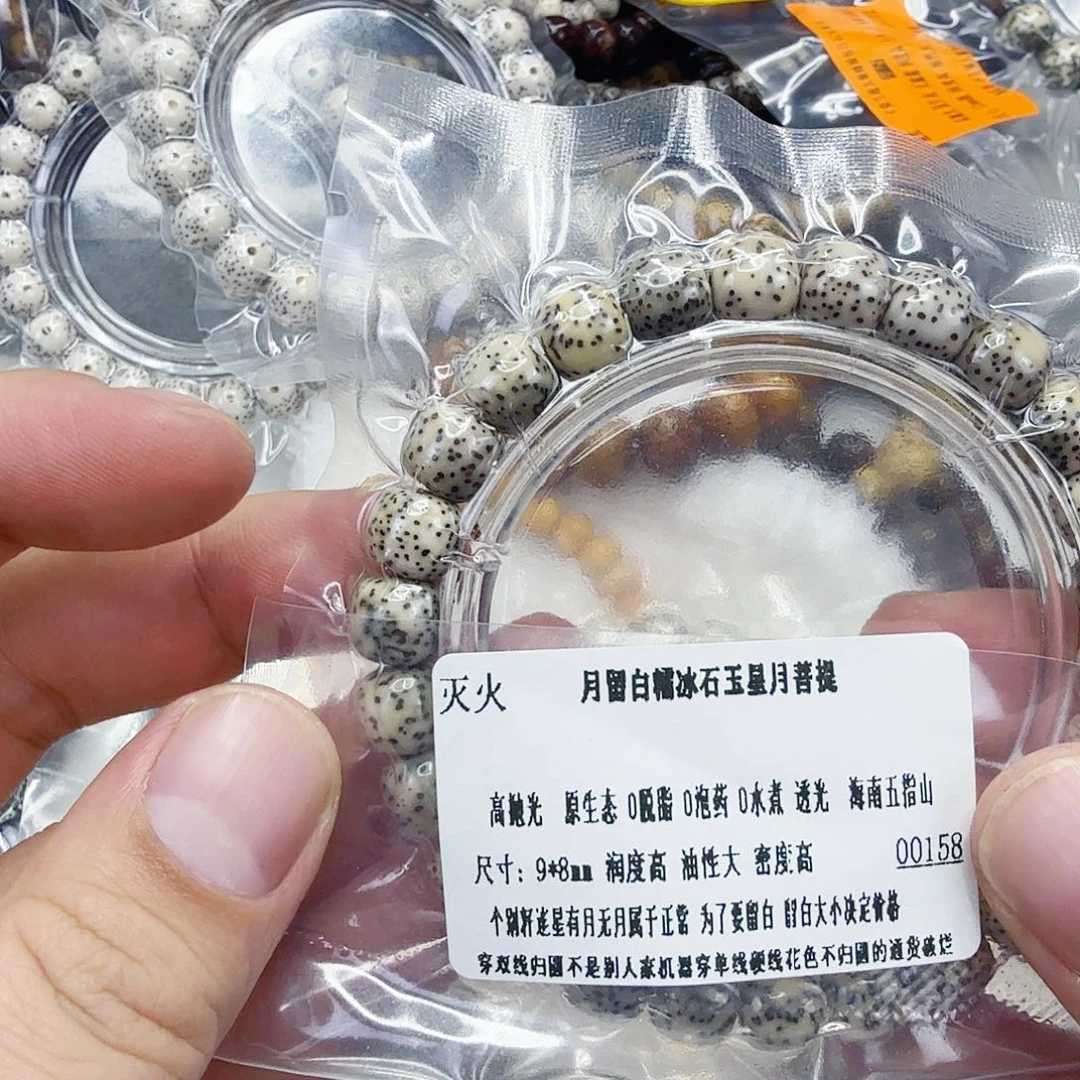 灭火
月留白糯冰石玉星月菩提
高抛光 原生态 0脱脂 0泡药 0水煮 透光 海南五指山
尺寸: 9*8mm 润度高 油性大 密度高
00158
个别籽迷星有月无月属于正常 为了要留白 留白大小决定价格
穿双线归圈不是别人家机器穿单线硬线花色不归圈的通货破烂